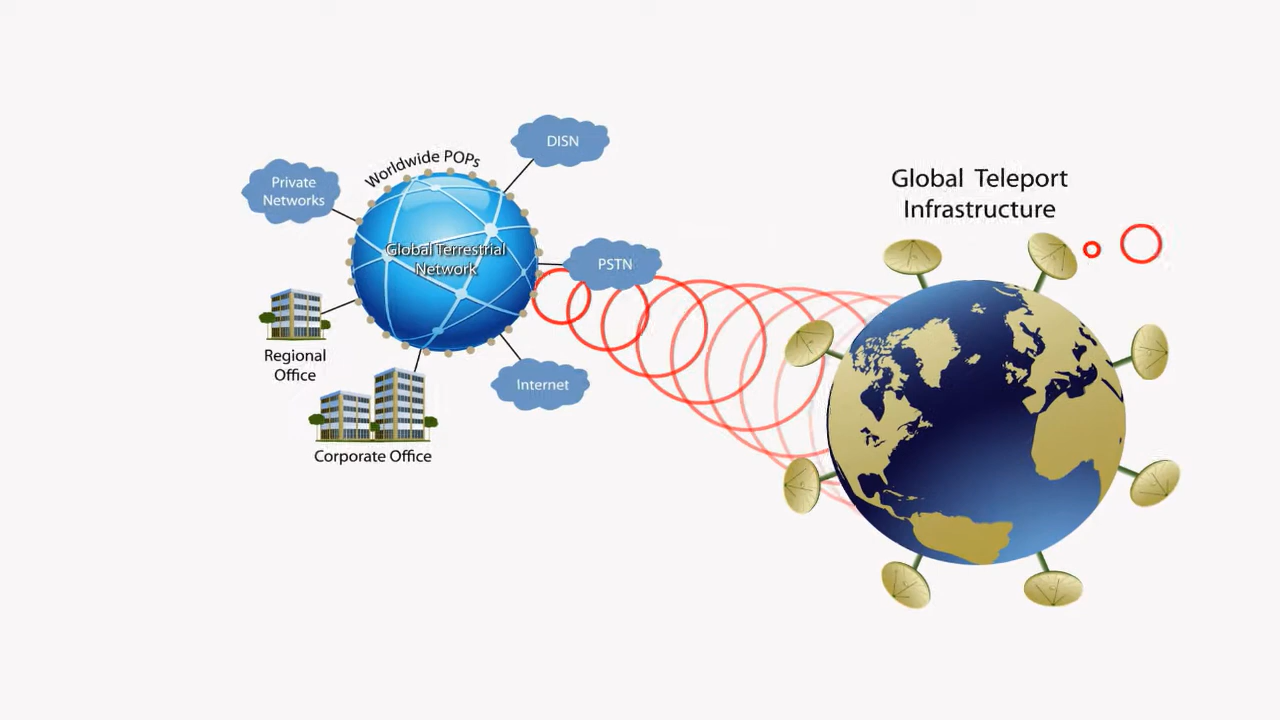 DISN
Worldwide POPs
Private
Networks
Global Terrestrial
Network
PSTN
Regional
Office
Internet
Corporate Office
Global Teleport
Infrastructure